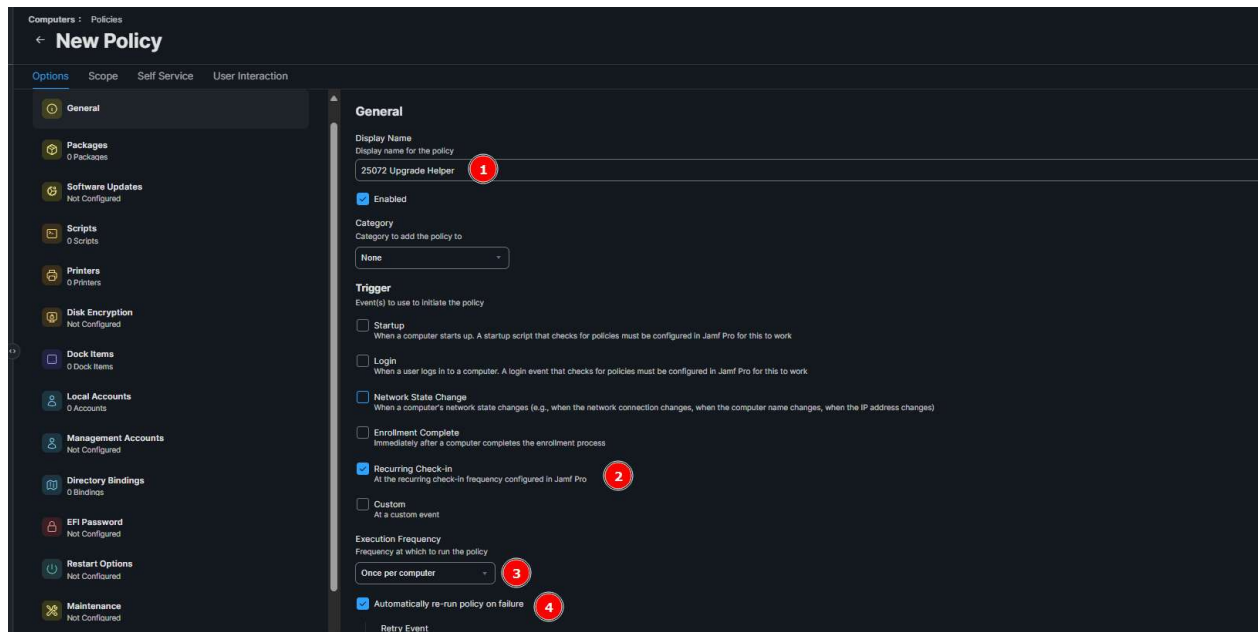 Computers : Policies
← New Policy
Options Scope Self Service User Interaction
General
Packages
0 Packages
Software Updates
Not Configured
Scripts
0 Scripts
Printers
0 Printers
Disk Encryption
Not Configured
Dock Items
0 Dock Items
Local Accounts
0 Accounts
Management Accounts
Not Configured
Directory Bindings
0 Bindings
EFI Password
Not Configured
Restart Options
Not Configured
Maintenance
Not Configured
General
Display Name
Display name for the policy
25072 Upgrade Helper 1
Enabled
Category
Category to add the policy to
None
Trigger
Event(s) to use to initiate the policy
Startup
When a computer starts up. A startup script that checks for policies must be configured in Jamf Pro for this to work
Login
When a user logs in to a computer. A login event that checks for policies must be configured in Jamf Pro for this to work
Network State Change
When a computer's network state changes (e.g., when the network connection changes, when the computer name changes, when the IP address changes)
Enrollment Complete
Immediately after a computer completes the enrollment process
Recurring Check-in
At the recurring check-in frequency configured in Jamf Pro 2
Custom
At a custom event
Execution Frequency
Frequency at which to run the policy
Once per computer 3
Automatically re-run policy on failure 4
Retry Event